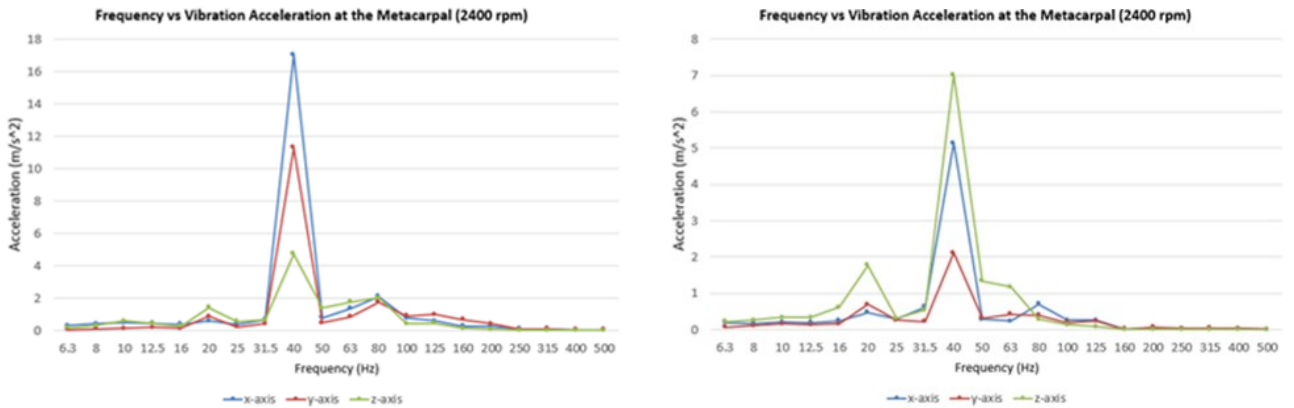 Frequency vs Vibration Acceleration at the Metacarpal (2400 rpm)
18
16
14
12
10
8
6
4
2
0
Acceleration (m/s^2)
6.3 8 10 12.5 16 20 25 31.5 40 50 63 80 100 125 160 200 250 315 400 500
Frequency (Hz)
x-axis y-axis z-axis
Frequency vs Vibration Acceleration at the Metacarpal (2400 rpm)
8
7
6
5
4
3
2
1
0
Acceleration (m/s^2)
6.3 8 10 12.5 16 20 25 31.5 40 50 63 80 100 125 160 200 250 315 400 500
Frequency (Hz)
x-axis y-axis z-axis